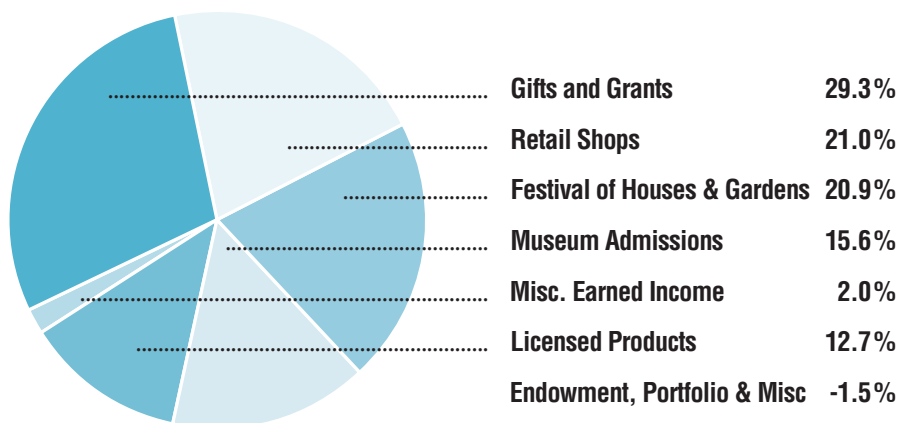 Gifts and Grants 29.3%
Retail Shops 21.0%
Festival of Houses & Gardens 20.9%
Museum Admissions 15.6%
Misc. Earned Income 2.0%
Licensed Products 12.7%
Endowment, Portfolio & Misc -1.5%